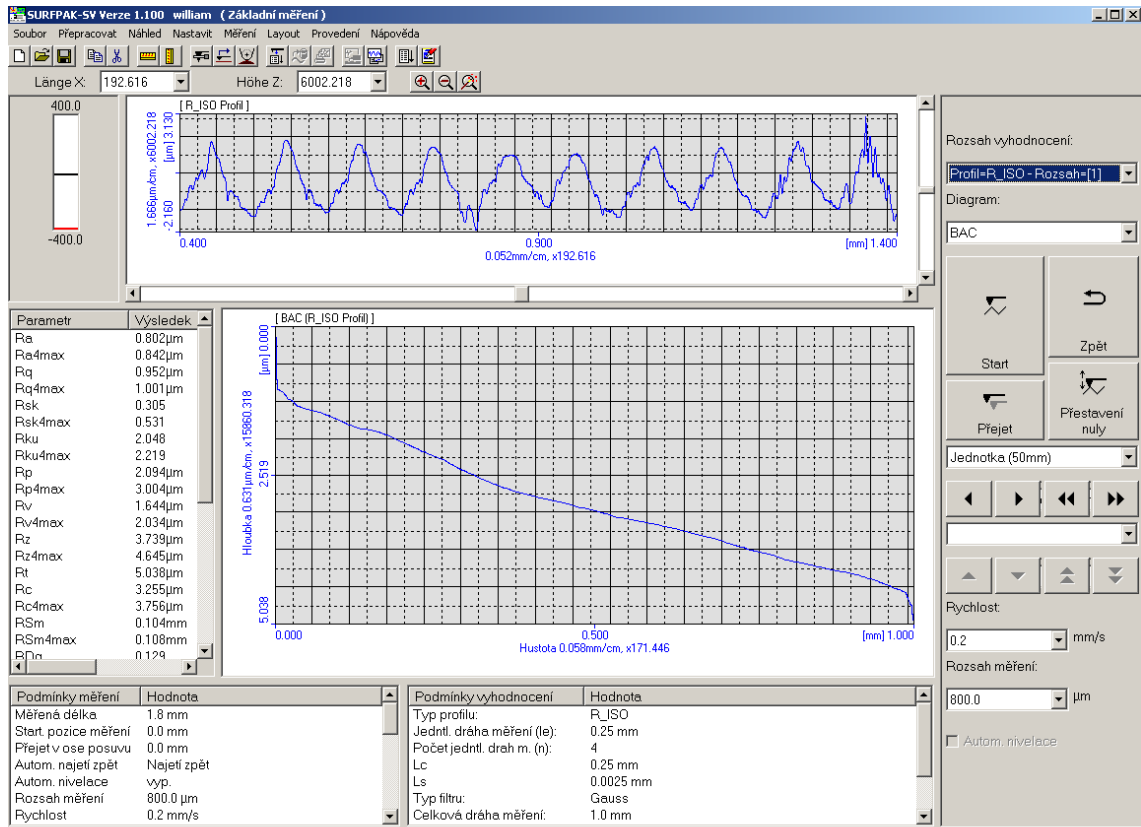 SURFPAK-SV Verze 1.100 william ( Základní měření )
Soubor Přepracovat Náhled Nastavit Měření Layout Provedení Nápověda
Länge X: 192.616 Höhe Z: 6002.218
400.0
-400.0
[ R_ISO Profil ]
1.666µm/cm, x6002.218
-2.160 [µm] 3.130
0.400 0.900 [mm] 1.400
0.052mm/cm, x192.616
Rozsah vyhodnocení:
Profil=R_ISO - Rozsah=[1]
Diagram:
BAC
Start
Zpět
Přejet
Přestavení nuly
Jednotka (50mm)
Rychlost:
0.2 mm/s
Rozsah měření:
800.0 µm
Autom. nivelace
Parametr Výsledek
Ra 0.802µm
Ra4max 0.842µm
Rq 0.952µm
Rq4max 1.001µm
Rsk 0.305
Rsk4max 0.531
Rku 2.048
Rku4max 2.219
Rp 2.094µm
Rp4max 3.004µm
Rv 1.644µm
Rv4max 2.034µm
Rz 3.739µm
Rz4max 4.645µm
Rt 5.038µm
Rc 3.255µm
Rc4max 3.756µm
RSm 0.104mm
RSm4max 0.108mm
RDq 0.129
[ BAC (R_ISO Profil) ]
Hloubka 0.631µm/cm, x15860.318
5.038 2.519 [µm] 0.000
0.000 0.500 [mm] 1.000
Hustota 0.058mm/cm, x171.446
Podmínky měření Hodnota
Měřená délka 1.8 mm
Start. pozice měření 0.0 mm
Přejet v ose posuvu 0.0 mm
Autom. najetí zpět Najetí zpět
Autom. nivelace vyp.
Rozsah měření 800.0 µm
Rychlost 0.2 mm/s
Podmínky vyhodnocení Hodnota
Typ profilu: R_ISO
Jedntl. dráha měření (le): 0.25 mm
Počet jedntl. drah m. (n): 4
Lc 0.25 mm
Ls 0.0025 mm
Typ filtru: Gauss
Celková dráha měření: 1.0 mm